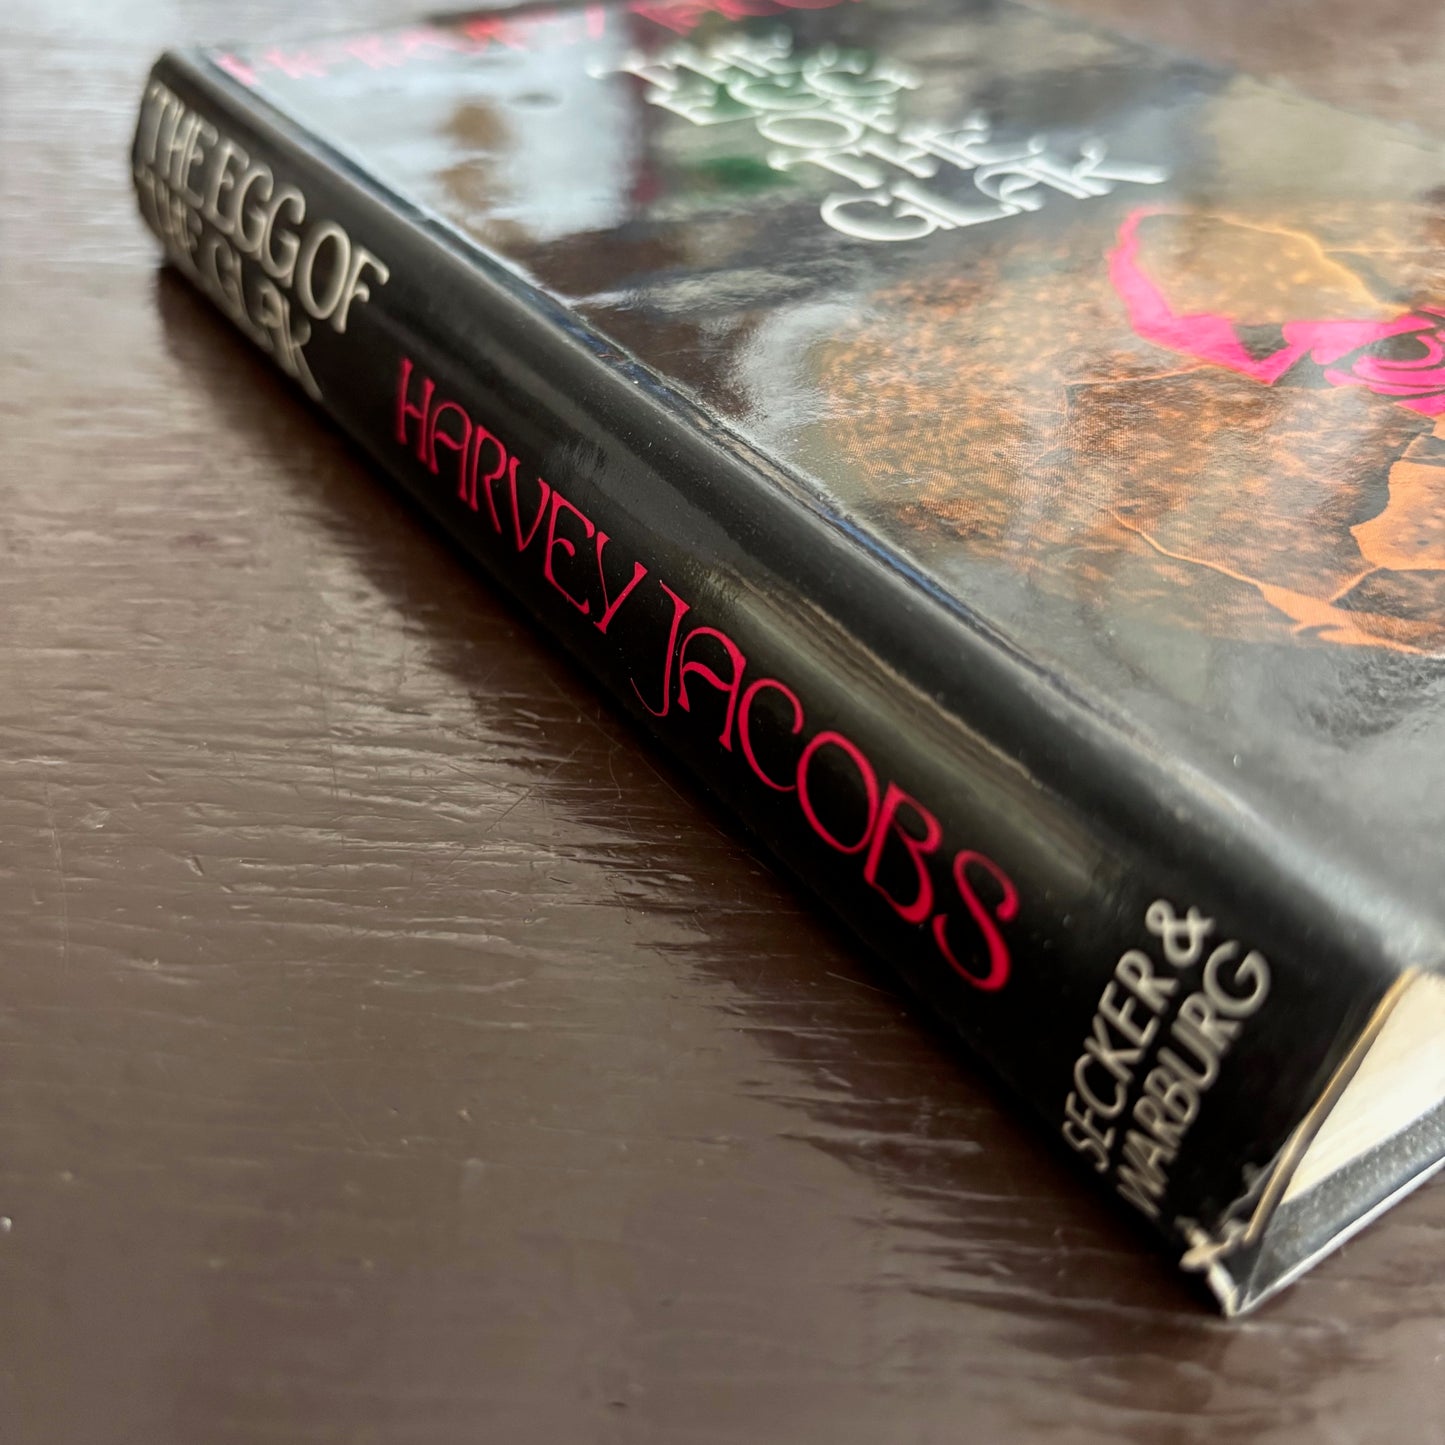 THE EGG OF
THE GLAK
HARVEY JACOBS
SECKER &
WARBURG
THE
EGG
OF
THE
GLAK